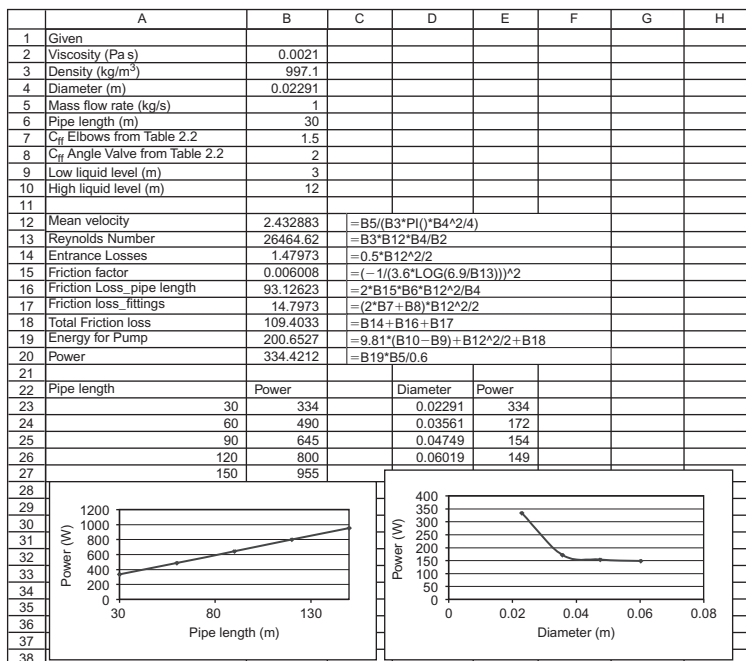 A B C D E F G H
1 Given
2 Viscosity (Pa s) 0.0021
3 Density (kg/m³) 997.1
4 Diameter (m) 0.02291
5 Mass flow rate (kg/s) 1
6 Pipe length (m) 30
7 Cff Elbows from Table 2.2 1.5
8 Cff Angle Valve from Table 2.2 2
9 Low liquid level (m) 3
10 High liquid level (m) 12
11
12 Mean velocity 2.432883 =B5/(B3*PI()*B4^2/4)
13 Reynolds Number 26464.62 =B3*B12*B4/B2
14 Entrance Losses 1.47973 =0.5*B12^2/2
15 Friction factor 0.006008 =(−1/(3.6*LOG(6.9/B13)))^2
16 Friction Loss_pipe length 93.12623 =2*B15*B6*B12^2/B4
17 Friction loss_fittings 14.7973 =(2*B7+B8)*B12^2/2
18 Total Friction loss 109.4033 =B14+B16+B17
19 Energy for Pump 200.6527 =9.81*(B10−B9)+B12^2/2+B18
20 Power 334.4212 =B19*B5/0.6
21
22 Pipe length Power Diameter Power
23 30 334 0.02291 334
24 60 490 0.03561 172
25 90 645 0.04749 154
26 120 800 0.06019 149
27 150 955
28
29
30
31
32
33
34
35
36
37
38
Power (W)
1200
1000
800
600
400
200
0
30 80 130
Pipe length (m)
Power (W)
400
350
300
250
200
150
100
50
0
0 0.02 0.04 0.06 0.08
Diameter (m)